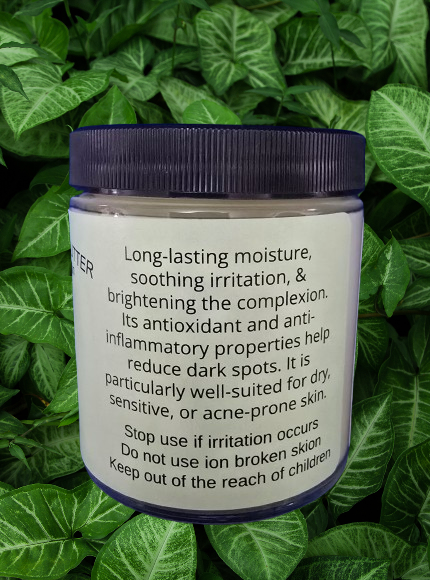 TTER
Long-lasting moisture,
soothing irritation, &
brightening the complexion.
Its antioxidant and anti-
inflammatory properties help
reduce dark spots. It is
particularly well-suited for dry,
sensitive, or acne-prone skin.
Stop use if irritation occurs
Do not use ion broken skion
Keep out of the reach of children